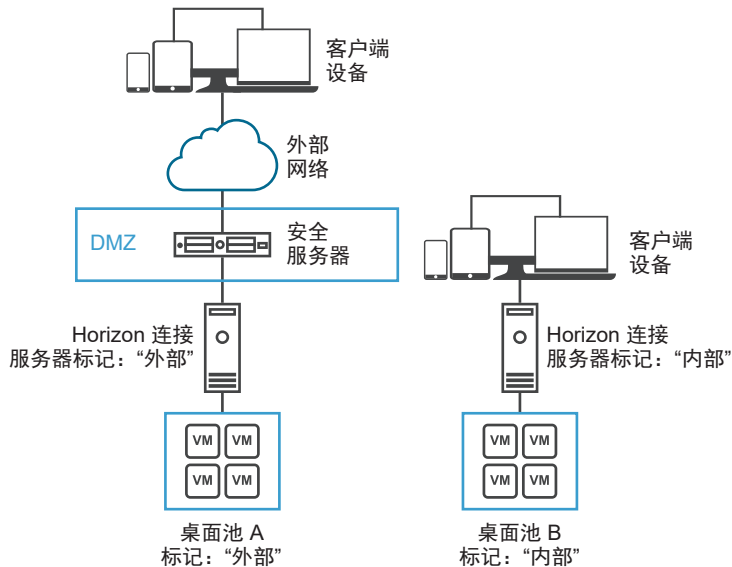 客户端
设备
外部
网络
DMZ
安全
服务器
客户端
设备
Horizon 连接
服务器标记：“外部”
Horizon 连接
服务器标记：“内部”
VM VM
VM VM
VM VM
VM VM
桌面池 A
标记：“外部”
桌面池 B
标记：“内部”